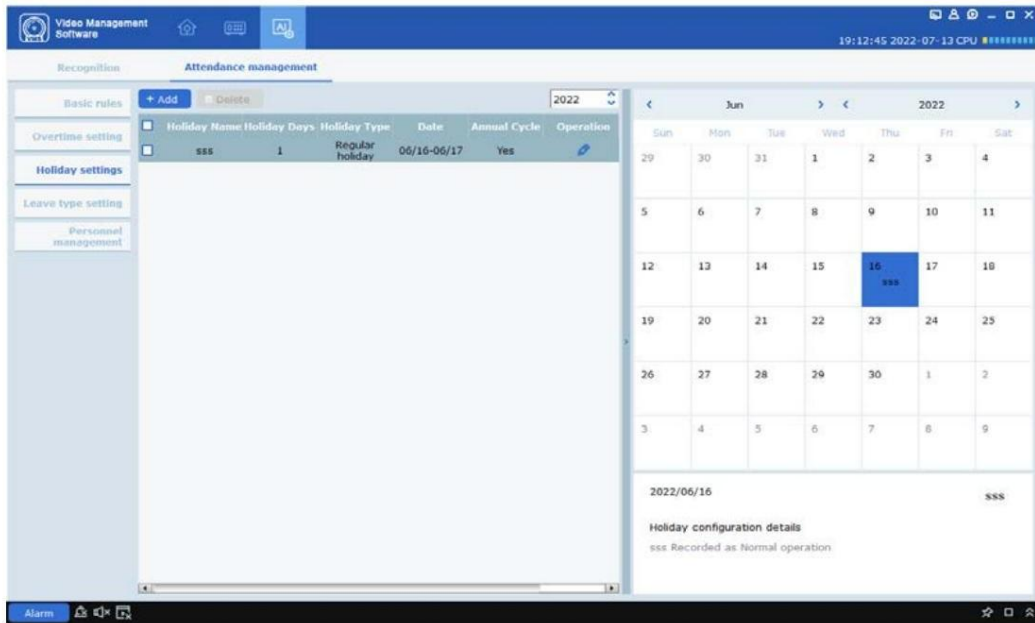 Video Management
Software
AI
19:12:45 2022-07-13 CPU
Recognition
Attendance management
Basic rules
Overtime setting
Holiday settings
Leave type setting
Personnel
management
+ Add
Delete
2022
Holiday Name Holiday Days Holiday Type Date Annual Cycle Operation
sss 1 Regular holiday 06/16-06/17 Yes
< Jun > < 2022 >
Sun Mon Tue Wed Thu Fri Sat
29 30 31 1 2 3 4
5 6 7 8 9 10 11
12 13 14 15 16 17 18
sss
19 20 21 22 23 24 25
26 27 28 29 30 1 2
3 4 5 6 7 8 9
2022/06/16 sss
Holiday configuration details
sss Recorded as Normal operation
Alarm